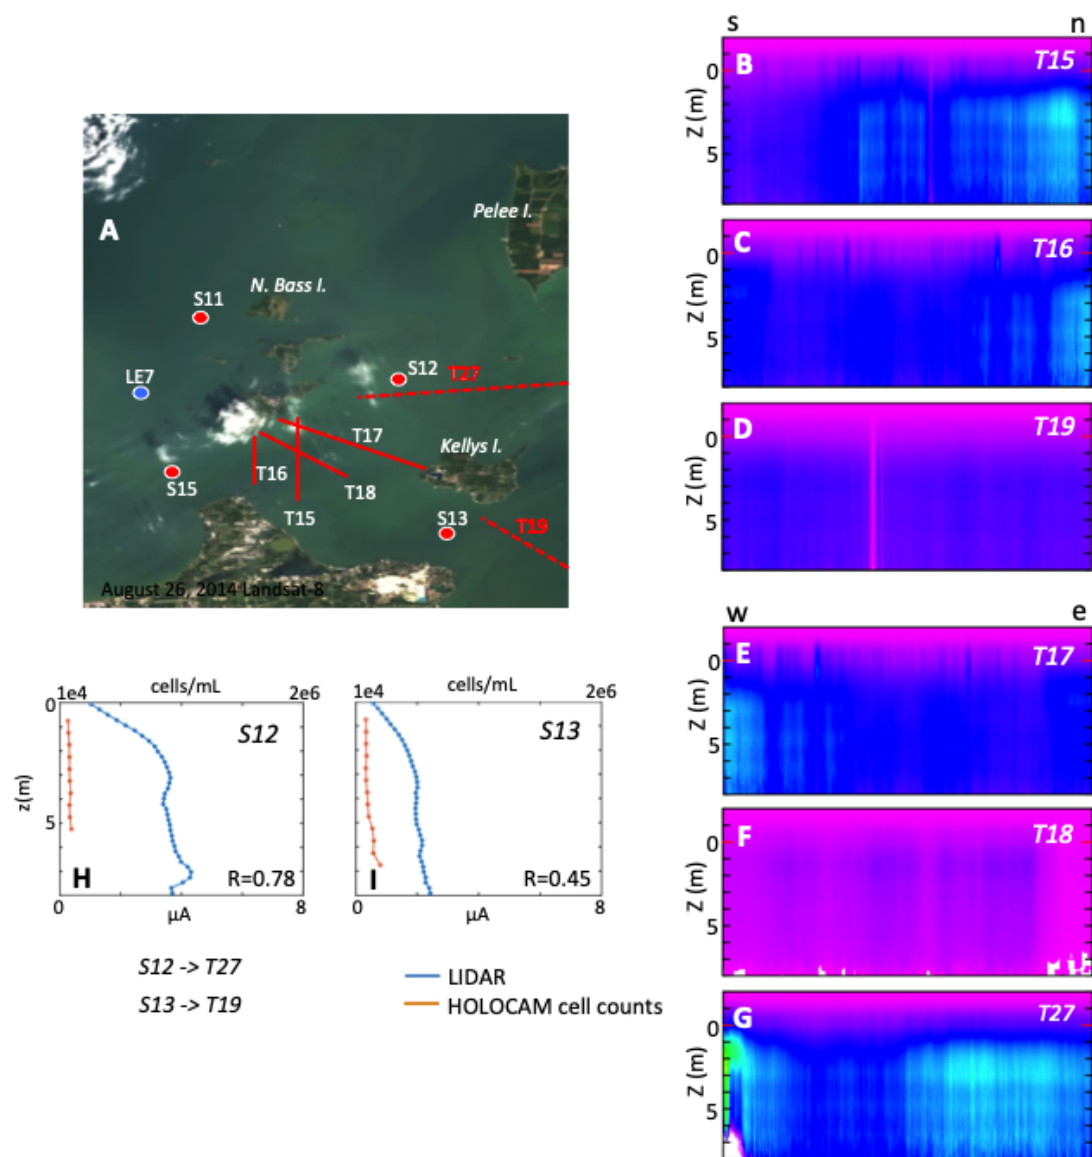 A
Pelee I.
N. Bass I.
S11
S12
LE7
T27
T17
Kellys I.
T16
T18
S15
T15
S13
T19
August 26, 2014 Landsat-8
1e4 cells/mL 2e6
0
S12
z(m)
5
H
R=0.78
0 8
µA
1e4 cells/mL 2e6
S13
I
R=0.45
0 8
µA
S12 -> T27
S13 -> T19
LIDAR
HOLOCAM cell counts
s n
B T15
0
Z (m)
5
C T16
0
Z (m)
5
D T19
0
Z (m)
5
w e
E T17
0
Z (m)
5
F T18
0
Z (m)
5
G T27
0
Z (m)
5